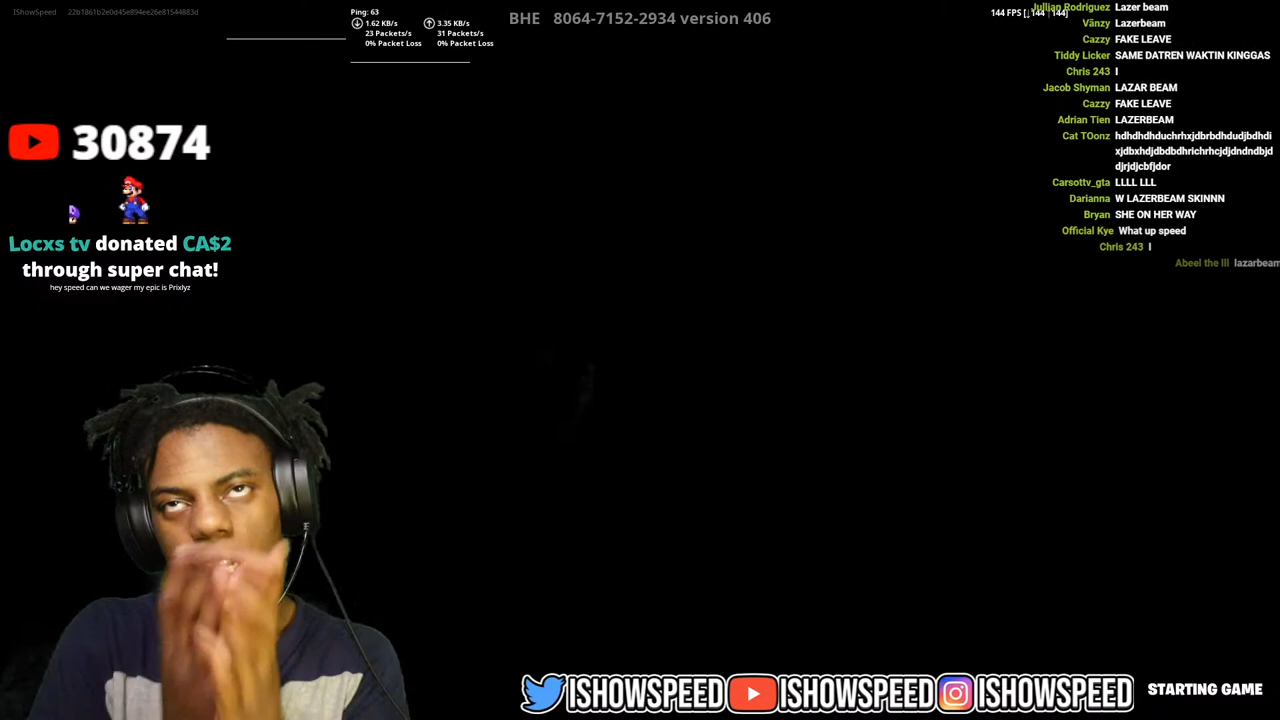 IShowSpeed 22b1861b2e0d45e894ee26e81544883d
Ping: 63
1.62 KB/s 3.35 KB/s
23 Packets/s 31 Packets/s
0% Packet Loss 0% Packet Loss
BHE 8064-7152-2934 version 406
144 FPS [↓144 144]
Jullian Rodriguez Lazer beam
Vãnzy Lazerbeam
Cazzy FAKE LEAVE
Tiddy Licker SAME DATREN WAKTIN KINGGAS
Chris 243 I
Jacob Shyman LAZAR BEAM
Cazzy FAKE LEAVE
Adrian Tien LAZERBEAM
Cat TOonz hdhdhdhduchrhxjdbrbdhdudjbdhdi
xjdbxhdjdbdbdhrichrhcjdjdndndbjd
djrjdjcbfjdor
Carsottv_gta LLLL LLL
Darianna W LAZERBEAM SKINNN
Bryan SHE ON HER WAY
Official Kye What up speed
Chris 243 I
Abeel the lll lazarbeam
30874
Locxs tv donated CA$2
through super chat!
hey speed can we wager my epic is Prixlyz
ISHOWSPEED ISHOWSPEED ISHOWSPEED
STARTING GAME